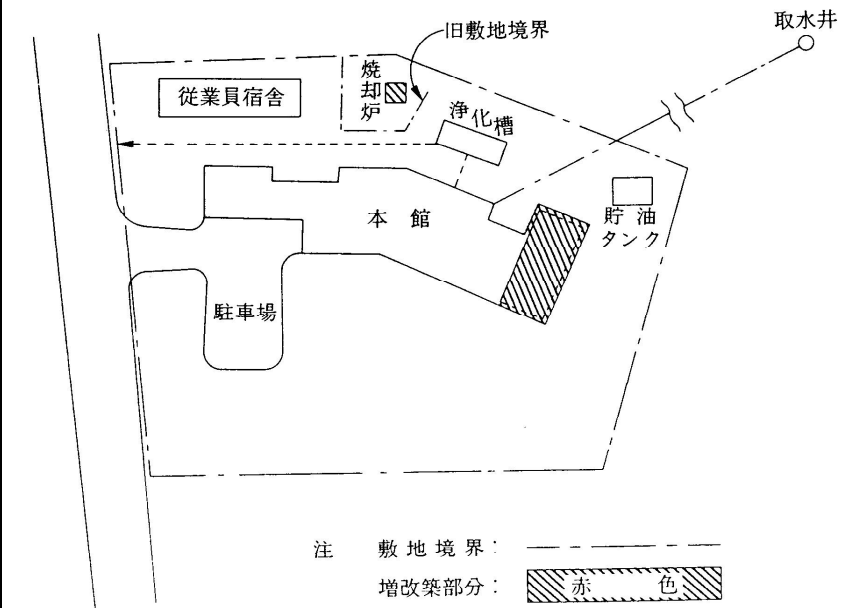 取水井
旧敷地境界
焼却炉
従業員宿舎
浄化槽
貯油
タンク
本館
駐車場
注 敷地境界:
増改築部分: 赤色